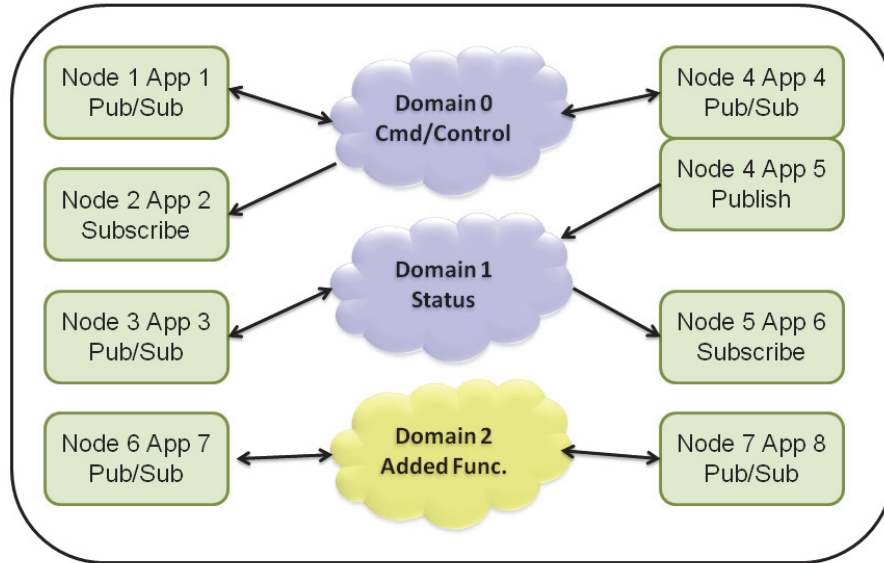 Node 1 App 1
Pub/Sub
Domain 0
Cmd/Control
Node 4 App 4
Pub/Sub
Node 2 App 2
Subscribe
Node 4 App 5
Publish
Domain 1
Status
Node 3 App 3
Pub/Sub
Node 5 App 6
Subscribe
Node 6 App 7
Pub/Sub
Domain 2
Added Func.
Node 7 App 8
Pub/Sub